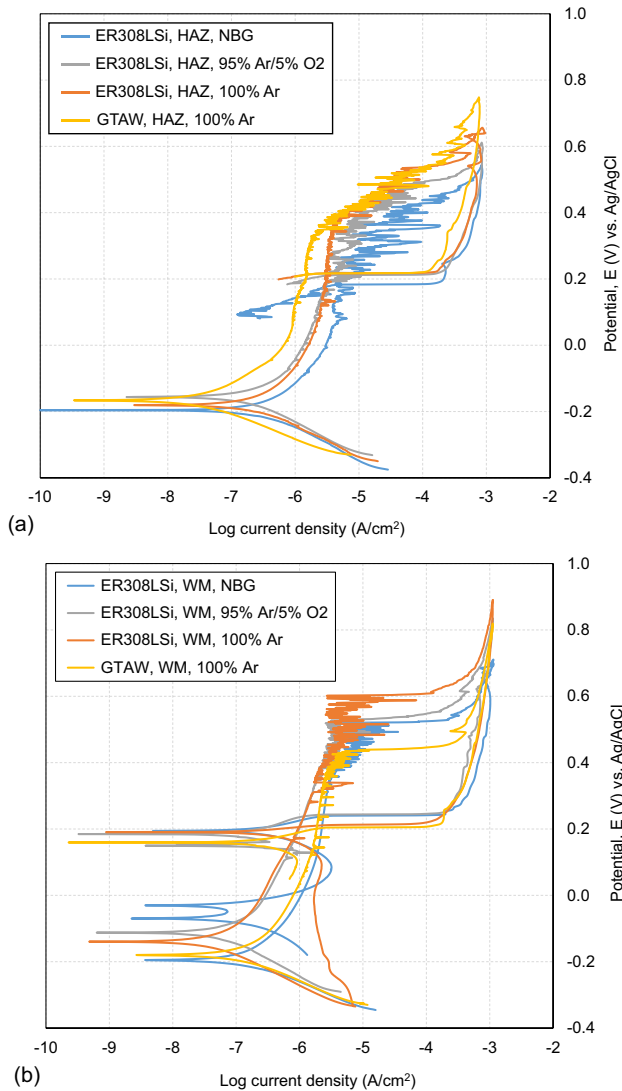 ER308LSi, HAZ, NBG
ER308LSi, HAZ, 95% Ar/5% O2
ER308LSi, HAZ, 100% Ar
GTAW, HAZ, 100% Ar
1.0
0.8
0.6
0.4
0.2
0.0
-0.2
-0.4
Potential, E (V) vs. Ag/AgCl
-10 -9 -8 -7 -6 -5 -4 -3 -2
Log current density (A/cm²)
(a)
ER308LSi, WM, NBG
ER308LSi, WM, 95% Ar/5% O2
ER308LSi, WM, 100% Ar
GTAW, WM, 100% Ar
1.0
0.8
0.6
0.4
0.2
0.0
-0.2
-0.4
Potential, E (V) vs. Ag/AgCl
-10 -9 -8 -7 -6 -5 -4 -3 -2
Log current density (A/cm²)
(b)